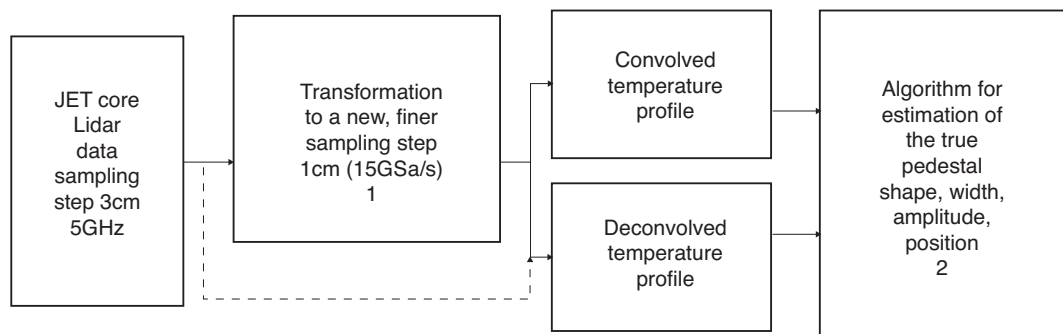 JET core
Lidar
data
sampling
step 3cm
5GHz
Transformation
to a new, finer
sampling step
1cm (15GSa/s)
1
Convolved
temperature
profile
Deconvolved
temperature
profile
Algorithm for
estimation of
the true
pedestal
shape, width,
amplitude,
position
2